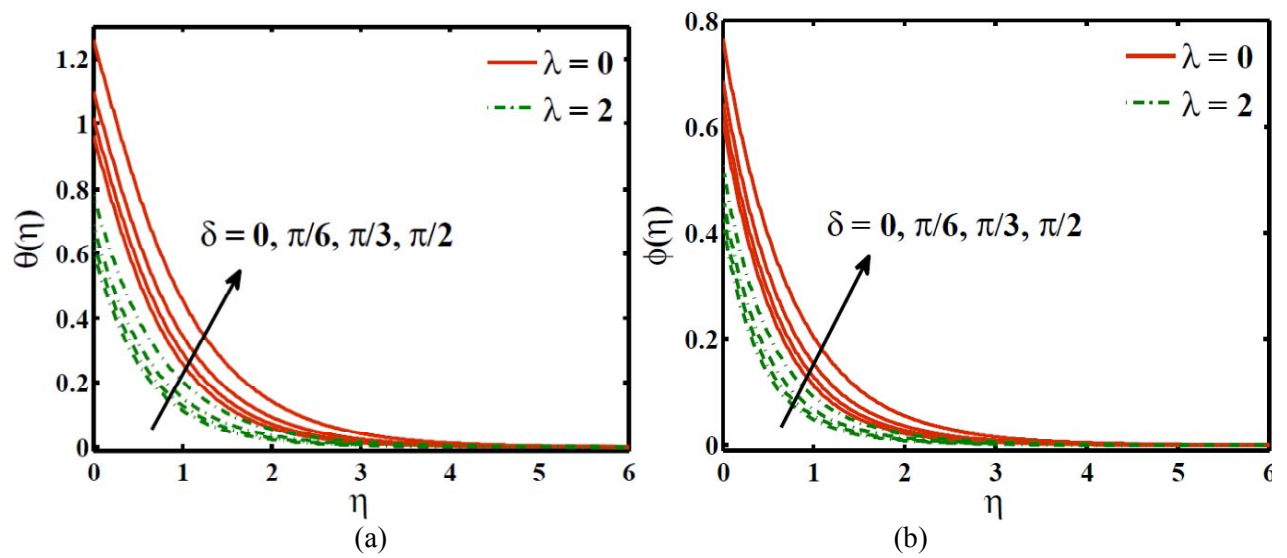 1.2
1
0.8
0.6
0.4
0.2
0
θ(η)
λ = 0
λ = 2
δ = 0, π/6, π/3, π/2
0 1 2 3 4 5 6
η
(a)
0.8
0.6
0.4
0.2
0
ϕ(η)
λ = 0
λ = 2
δ = 0, π/6, π/3, π/2
0 1 2 3 4 5 6
η
(b)